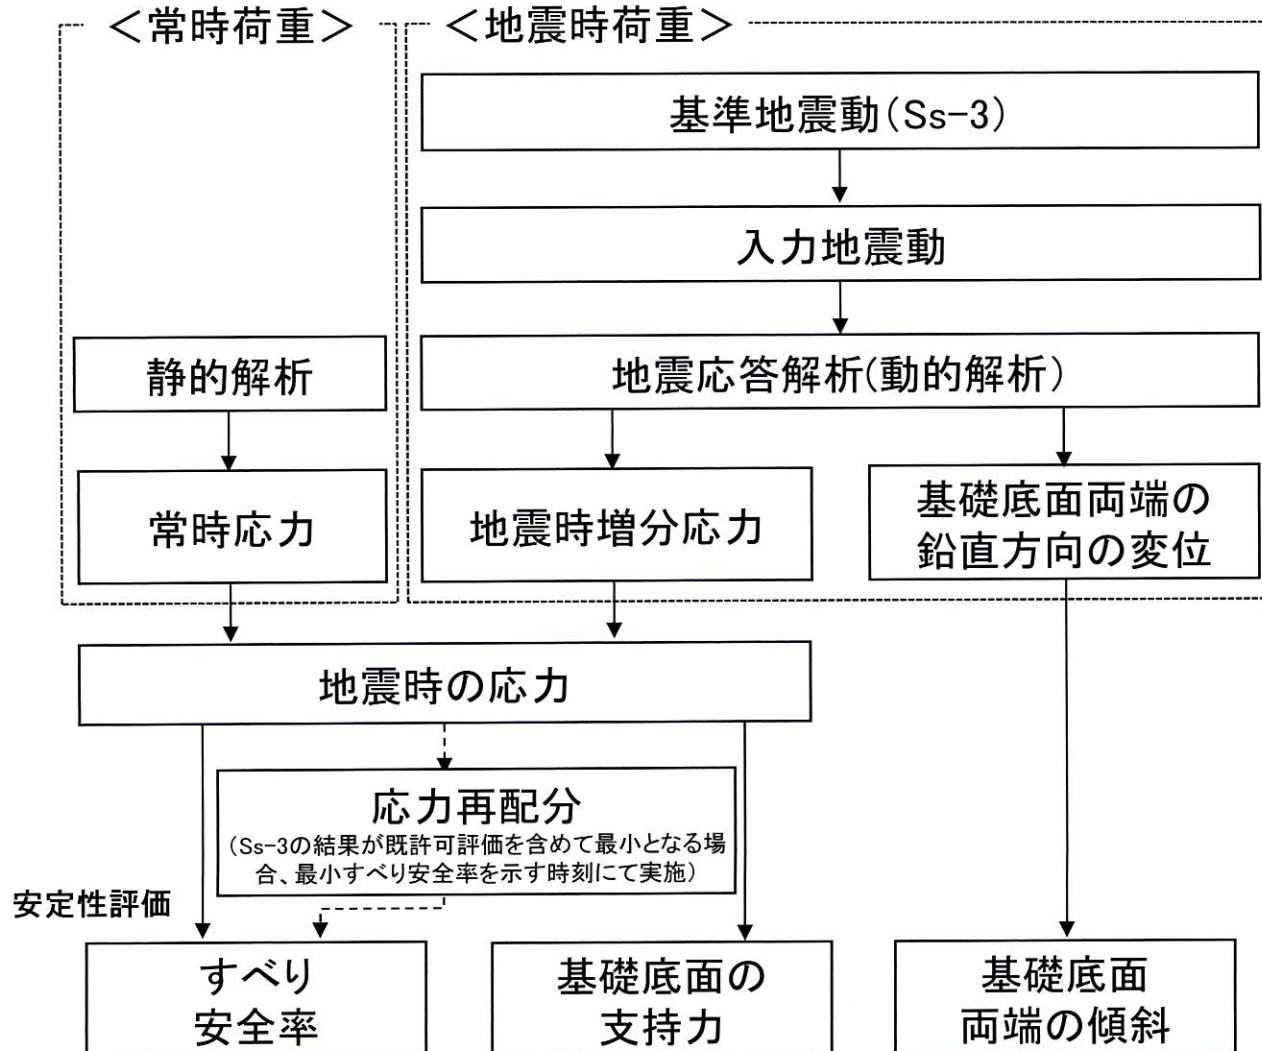 ＜常時荷重＞
＜地震時荷重＞
基準地震動(Ss-3)
入力地震動
静的解析
地震応答解析(動的解析)
常時応力
地震時増分応力
基礎底面両端の
鉛直方向の変位
地震時の応力
応力再配分
(Ss-3の結果が既許可評価を含めて最小となる場
合、最小すべり安全率を示す時刻にて実施)
安定性評価
すべり
安全率
基礎底面の
支持力
基礎底面
両端の傾斜